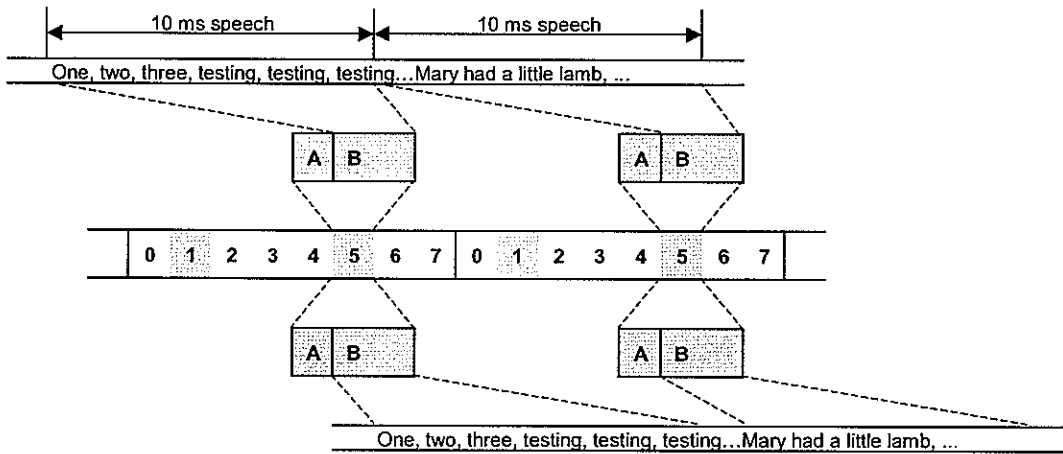 10 ms speech 10 ms speech
One, two, three, testing, testing, testing...Mary had a little lamb, ...
A B A B
0 1 2 3 4 5 6 7 0 1 2 3 4 5 6 7
A B A B
One, two, three, testing, testing, testing...Mary had a little lamb, ...